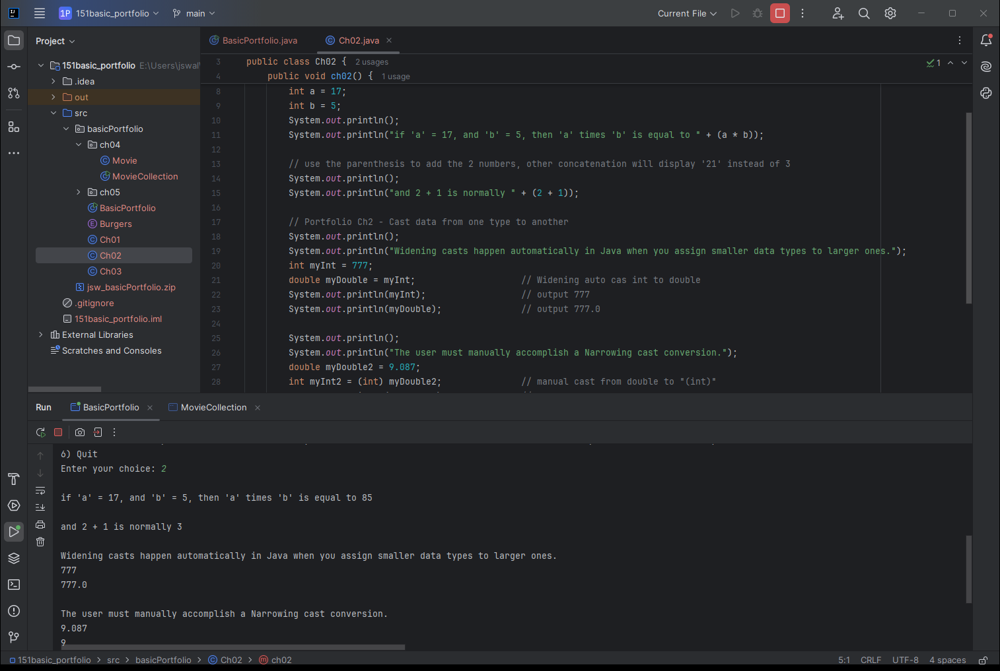 1P 151basic_portfolio main Current File
Project
BasicPortfolio.java Ch02.java
151basic_portfolio E:\Users\jswal\
.idea
out
src
basicPortfolio
ch04
Movie
MovieCollection
ch05
BasicPortfolio
Burgers
Ch01
Ch02
Ch03
jsw_basicPortfolio.zip
.gitignore
151basic_portfolio.iml
External Libraries
Scratches and Consoles
3 public class Ch02 { 2 usages
1
4 public void ch02() { 1 usage
8 int a = 17;
9 int b = 5;
10 System.out.println();
11 System.out.println("if 'a' = 17, and 'b' = 5, then 'a' times 'b' is equal to " + (a * b));
12
13 // use the parenthesis to add the 2 numbers, other concatenation will display '21' instead of 3
14 System.out.println();
15 System.out.println("and 2 + 1 is normally " + (2 + 1));
16
17 // Portfolio Ch2 - Cast data from one type to another
18 System.out.println();
19 System.out.println("Widening casts happen automatically in Java when you assign smaller data types to larger ones.");
20 int myInt = 777;
21 double myDouble = myInt; // Widening auto cas int to double
22 System.out.println(myInt); // output 777
23 System.out.println(myDouble); // output 777.0
24
25 System.out.println();
26 System.out.println("The user must manually accomplish a Narrowing cast conversion.");
27 double myDouble2 = 9.087;
28 int myInt2 = (int) myDouble2; // manual cast from double to "(int)"
Run BasicPortfolio MovieCollection
6) Quit
Enter your choice: 2
if 'a' = 17, and 'b' = 5, then 'a' times 'b' is equal to 85
and 2 + 1 is normally 3
Widening casts happen automatically in Java when you assign smaller data types to larger ones.
777
777.0
The user must manually accomplish a Narrowing cast conversion.
9.087
9
151basic_portfolio > src > basicPortfolio > Ch02 > ch02
5:1 CRLF UTF-8 4 spaces